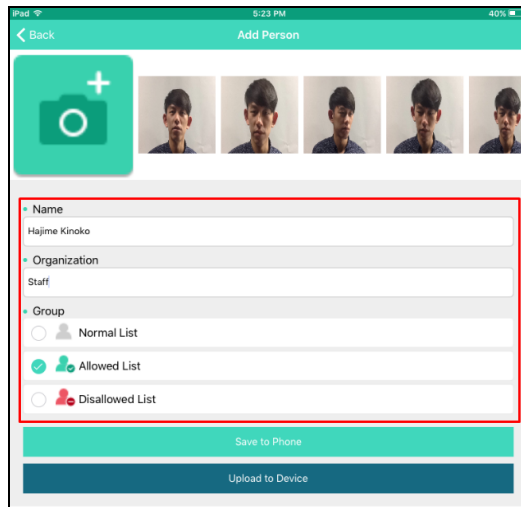 iPad 5:23 PM 40%
Back Add Person
Name
Hajime Kinoko
Organization
Staff
Group
Normal List
Allowed List
Disallowed List
Save to Phone
Upload to Device